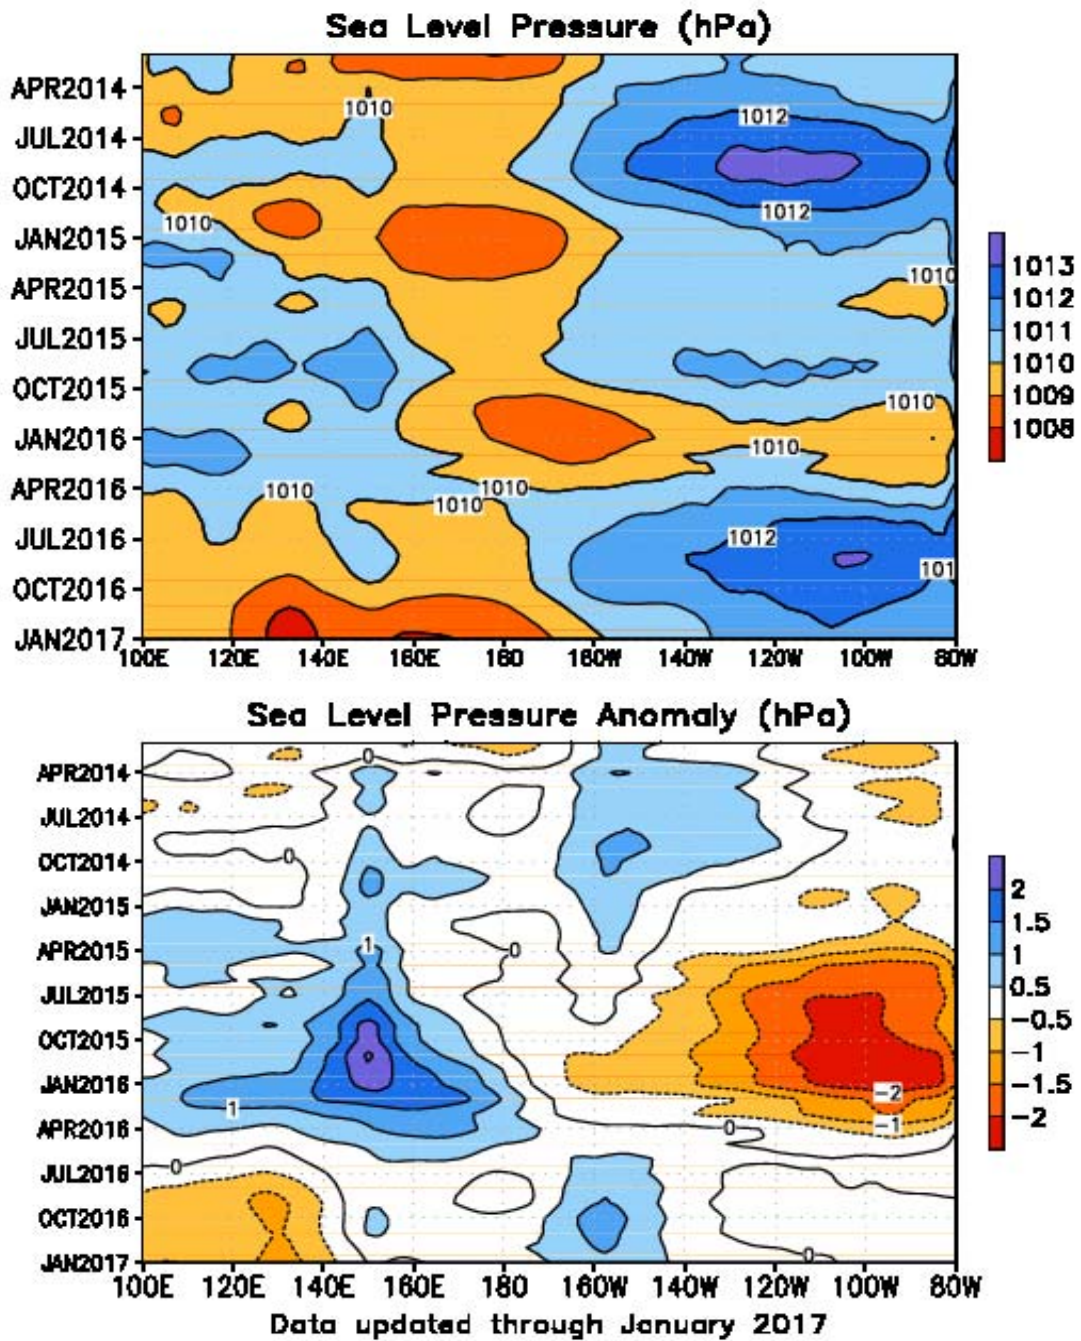 Sea Level Pressure (hPa)
APR2014
1010
1012
JUL2014
OCT2014
1012
1010
JAN2015
1010
APR2015
JUL2015
OCT2015
1010
JAN2016
1010
APR2016
1010
1010
1010
JUL2016
1012
101
OCT2016
JAN2017
100E 120E 140E 160E 180 160W 140W 120W 100W 80W
1013
1012
1011
1010
1009
1008
Sea Level Pressure Anomaly (hPa)
0
APR2014
JUL2014
OCT2014
0
JAN2015
APR2015
1
0
JUL2015
OCT2015
JAN2016
-2
1
-1
APR2016
0
0
JUL2016
OCT2016
JAN2017
0
100E 120E 140E 160E 180 160W 140W 120W 100W 80W
2
1.5
1
0.5
-0.5
-1
-1.5
-2
Data updated through January 2017